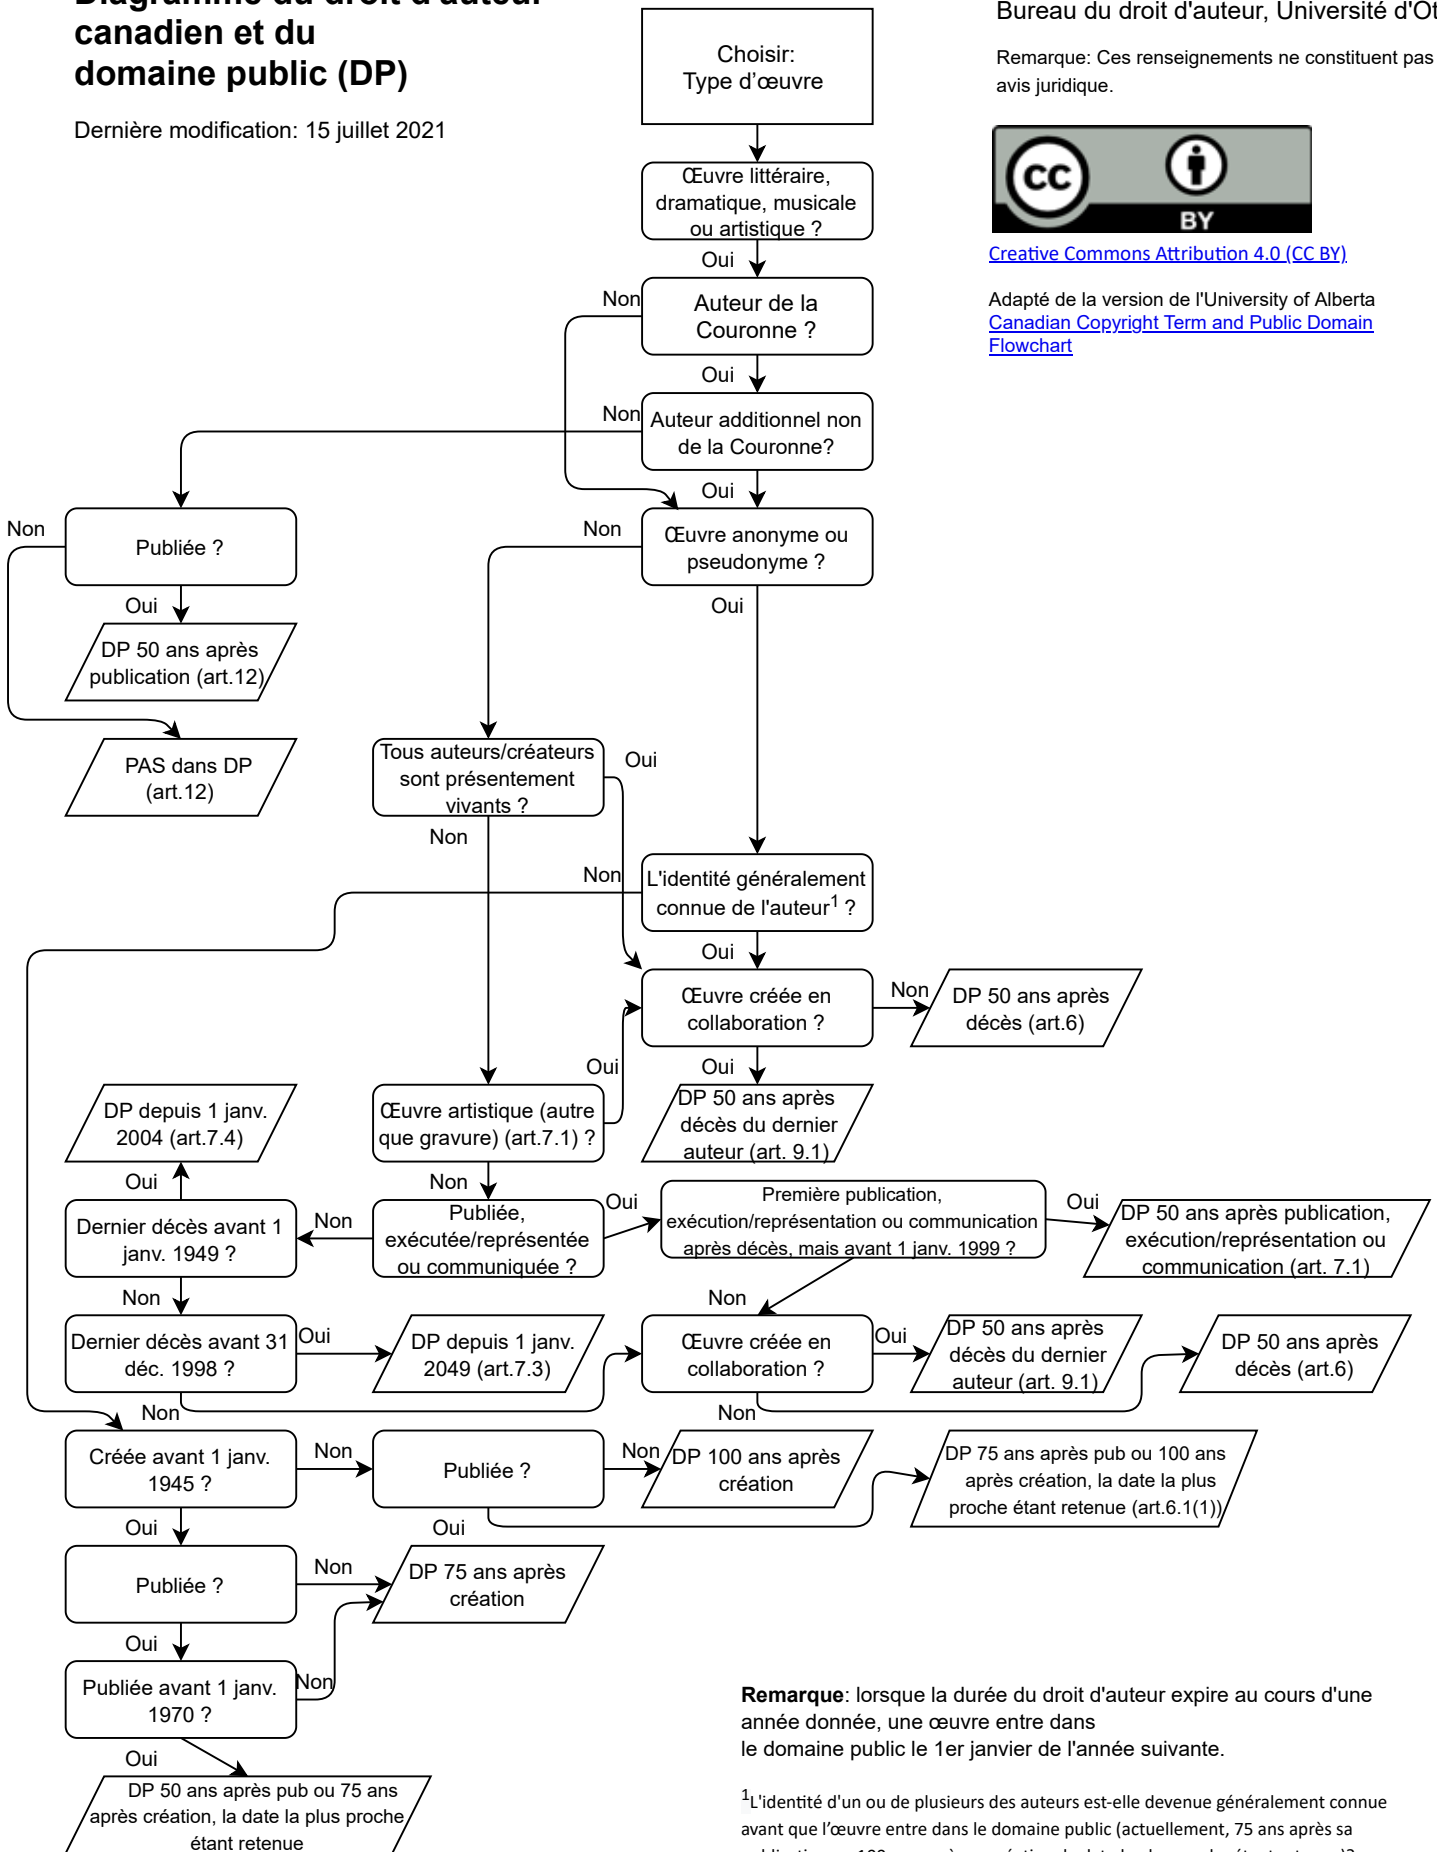 Diagramme du droit d'auteur
canadien et du
domaine public (DP)
Dernière modification: 15 juillet 2021
Bureau du droit d'auteur, Université d'Ot
Remarque: Ces renseignements ne constituent pas
avis juridique.
CC
BY
Creative Commons Attribution 4.0 (CC BY)
Adapté de la version de l'University of Alberta
Canadian Copyright Term and Public Domain
Flowchart
Choisir:
Type d'œuvre
Œuvre littéraire,
dramatique, musicale
ou artistique ?
Oui
Non
Auteur de la
Couronne ?
Oui
Non
Auteur additionnel non
de la Couronne?
Oui
Non
Publiée ?
Non
Œuvre anonyme ou
pseudonyme ?
Oui
Oui
DP 50 ans après
publication (art.12)
PAS dans DP
(art.12)
Tous auteurs/créateurs
sont présentement
vivants ?
Oui
Non
Non
L'identité généralement
connue de l'auteur1 ?
Oui
Œuvre créée en
collaboration ?
Non
DP 50 ans après
décès (art.6)
Oui
Oui
DP depuis 1 janv.
2004 (art.7.4)
Œuvre artistique (autre
que gravure) (art.7.1) ?
DP 50 ans après
décès du dernier
auteur (art. 9.1)
Oui
Non
Dernier décès avant 1
janv. 1949 ?
Non
Publiée,
exécutée/représentée
ou communiquée ?
Oui
Première publication,
exécution/représentation ou communication
après décès, mais avant 1 janv. 1999 ?
Oui
DP 50 ans après publication,
exécution/représentation ou
communication (art. 7.1)
Non
Non
Dernier décès avant 31
déc. 1998 ?
Oui
DP depuis 1 janv.
2049 (art.7.3)
Œuvre créée en
collaboration ?
Oui
DP 50 ans après
décès du dernier
auteur (art. 9.1)
DP 50 ans après
décès (art.6)
Non
Non
Créée avant 1 janv.
1945 ?
Non
Publiée ?
Non
DP 100 ans après
création
DP 75 ans après pub ou 100 ans
après création, la date la plus
proche étant retenue (art.6.1(1))
Oui
Oui
Publiée ?
Non
DP 75 ans après
création
Oui
Publiée avant 1 janv.
1970 ?
Non
Oui
DP 50 ans après pub ou 75 ans
après création, la date la plus proche
étant retenue
Remarque: lorsque la durée du droit d'auteur expire au cours d'une
année donnée, une œuvre entre dans
le domaine public le 1er janvier de l'année suivante.
1L'identité d'un ou de plusieurs des auteurs est-elle devenue généralement connue
avant que l'œuvre entre dans le domaine public (actuellement, 75 ans après sa